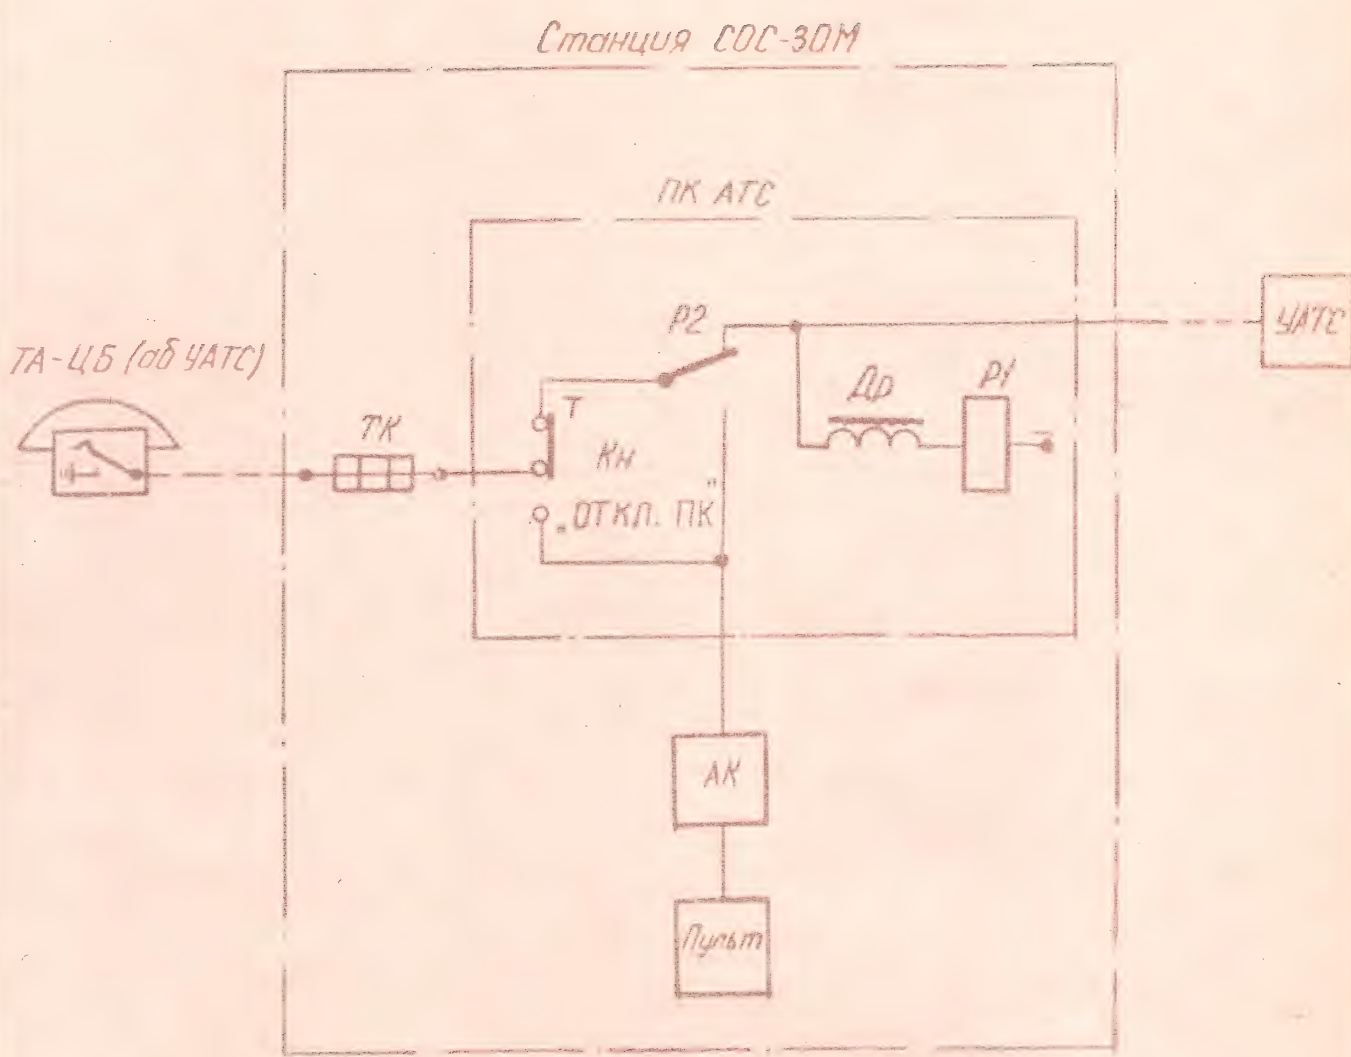 Станция СОС-30М
ПК АТС
Р2
УАТС
ТА-ЦБ (аб УАТС)
Др
Р1
Т
ТК
Кн
„ОТКЛ. ПК"
АК
Пульт